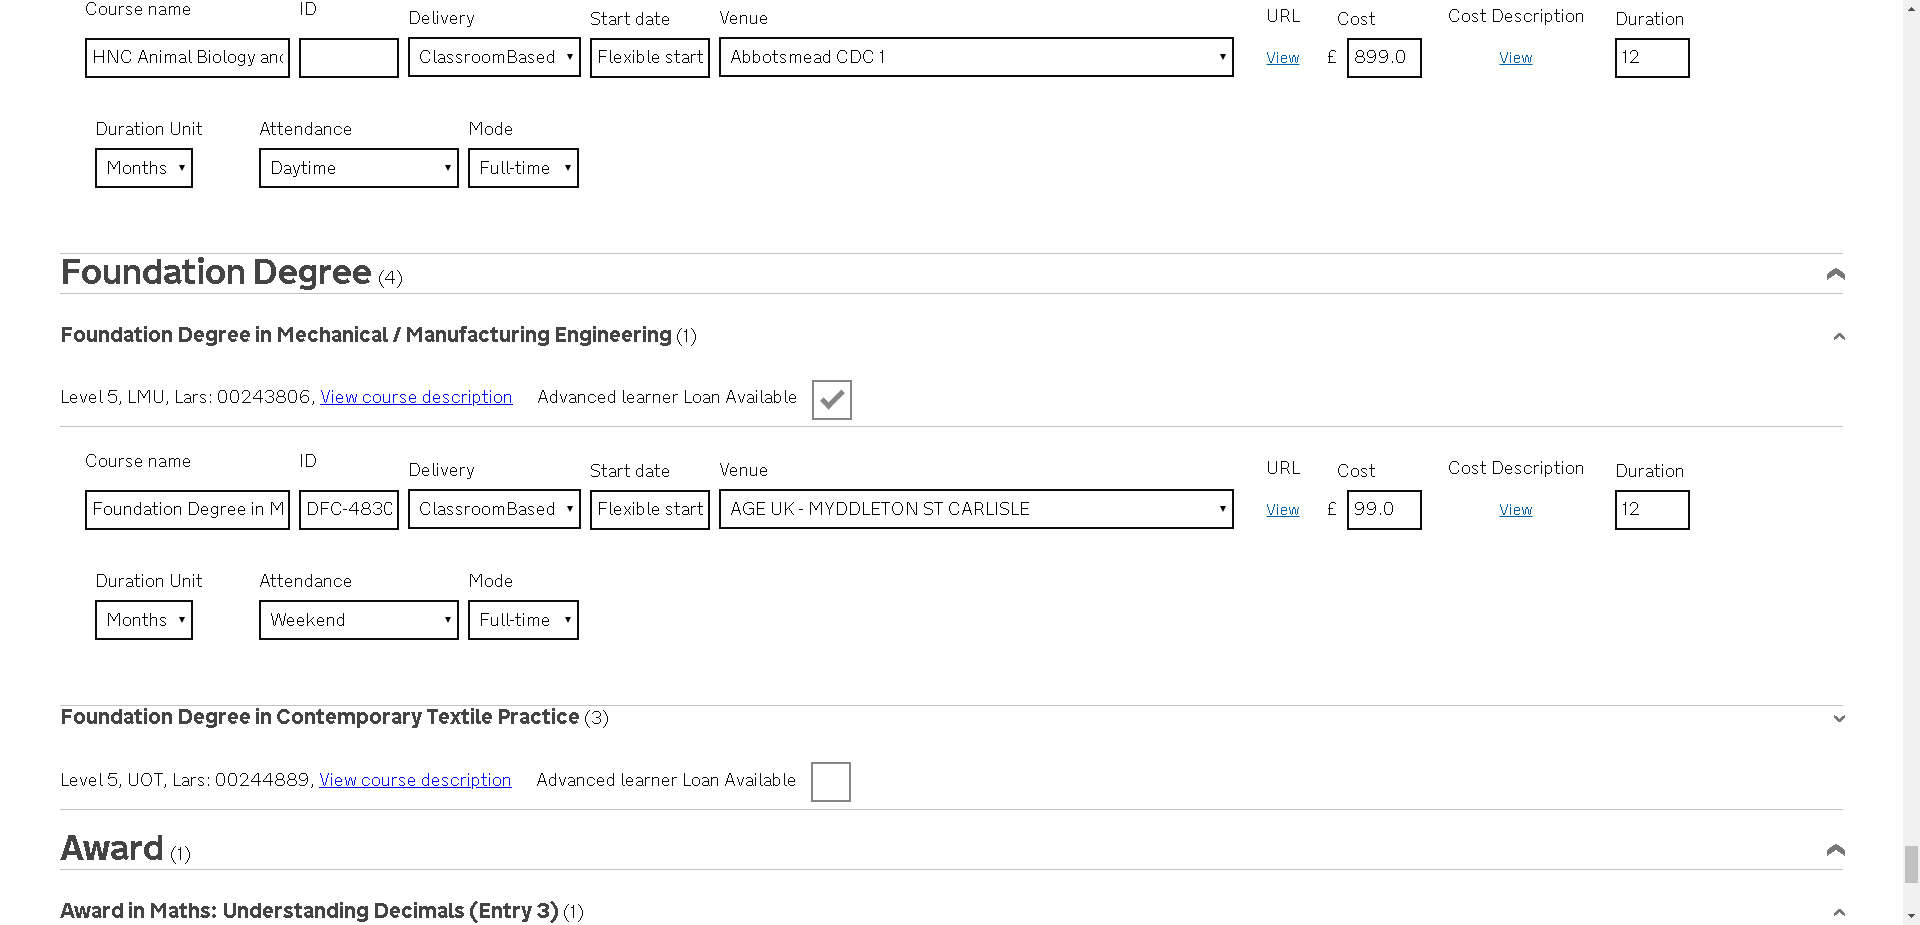 Course name ID Delivery Start date Venue URL Cost Cost Description Duration
HNC Animal Biology and ClassroomBased Flexible start Abbotsmead CDC 1 View £ 899.0 View 12
Duration Unit Attendance Mode
Months Daytime Full-time
Foundation Degree (4)
Foundation Degree in Mechanical / Manufacturing Engineering (1)
Level 5, LMU, Lars: 00243806, View course description Advanced learner Loan Available
Course name ID Delivery Start date Venue URL Cost Cost Description Duration
Foundation Degree in M DFC-483C ClassroomBased Flexible start AGE UK - MYDDLETON ST CARLISLE View £ 99.0 View 12
Duration Unit Attendance Mode
Months Weekend Full-time
Foundation Degree in Contemporary Textile Practice (3)
Level 5, UOT, Lars: 00244889, View course description Advanced learner Loan Available
Award (1)
Award in Maths: Understanding Decimals (Entry 3) (1)